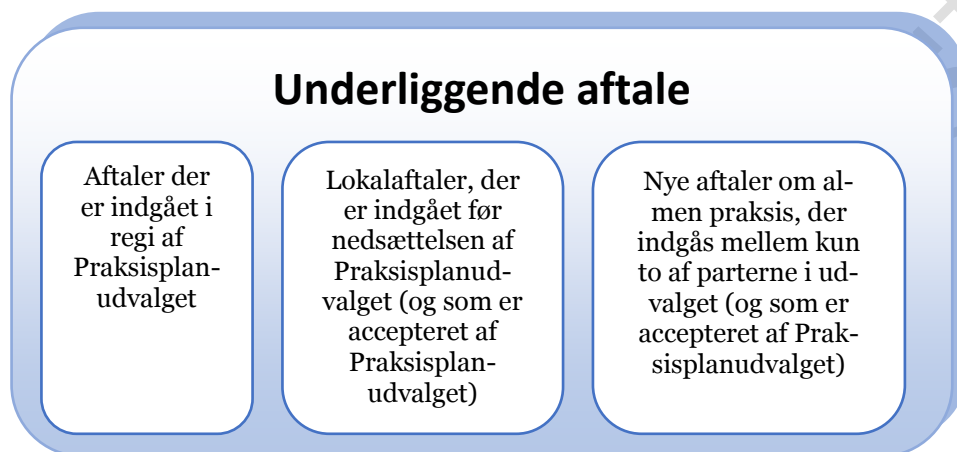 Underliggende aftale
Aftaler der
er indgået i
regi af
Praksisplan-
udvalget
Lokalaftaler, der
er indgået før
nedsættelsen af
Praksisplanud-
valget (og som er
accepteret af
Praksisplan-
udvalget)
Nye aftaler om al-
men praksis, der
indgås mellem kun
to af parterne i ud-
valget (og som er
accepteret af Prak-
sisplanudvalget)